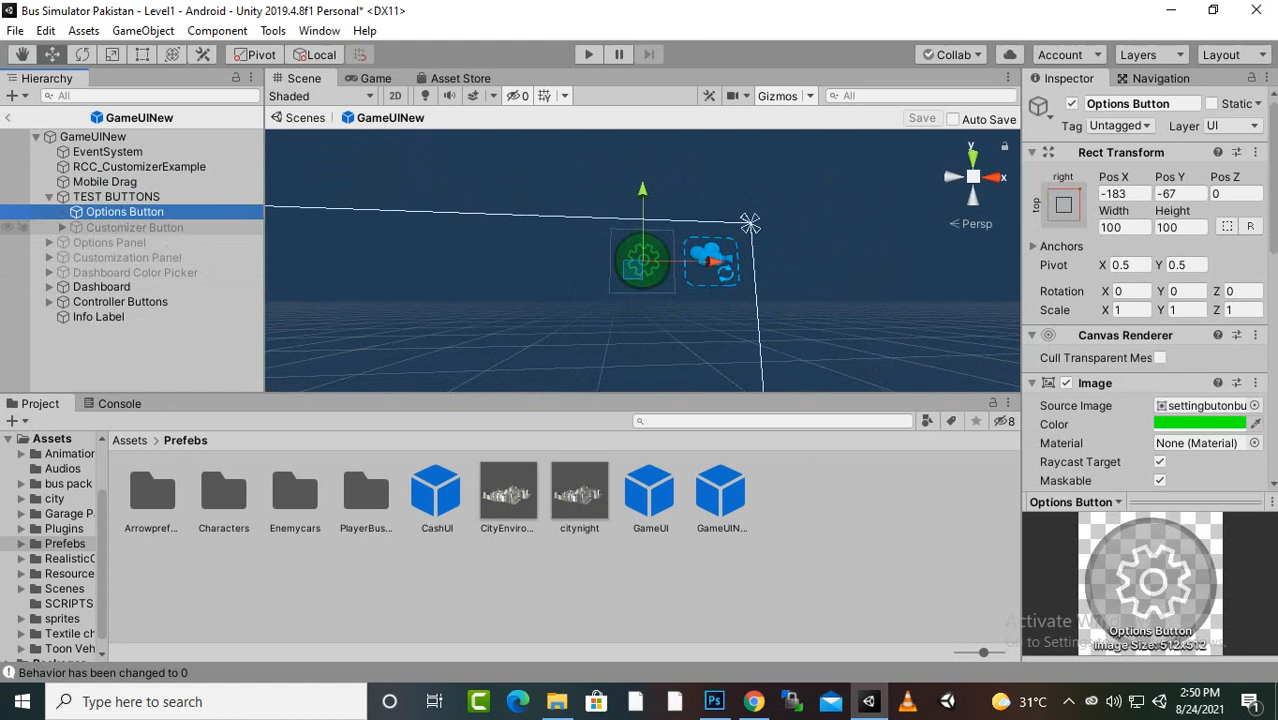 Bus Simulator Pakistan - Level1 - Android - Unity 2019.4.8f1 Personal* <DX11>
File Edit Assets GameObject Component Tools Window Help
Pivot Local Collab Account Layers Layout
Hierarchy Scene Game Asset Store Inspector Navigation
All Shaded 2D 0 Gizmos All Options Button Static
GameUINew Scenes GameUINew Save Auto Save Tag Untagged Layer UI
GameUINew
EventSystem
RCC_CustomizerExample
Mobile Drag
TEST BUTTONS
Options Button
Customizer Button
Options Panel
Customization Panel
Dashboard Color Picker
Dashboard
Controller Buttons
Info Label
y
x
Persp
Rect Transform
right Pos X Pos Y Pos Z
top -183 -67 0
Width Height
100 100 R
Anchors
Pivot X 0.5 Y 0.5
Rotation X 0 Y 0 Z 0
Scale X 1 Y 1 Z 1
Canvas Renderer
Cull Transparent Mes
Image
Source Image settingbutonbu
Color
Material None (Material)
Raycast Target
Maskable
Options Button
Options Button
Image Size: 512x512
Project Console
8
Assets
Animation
Audios
bus pack
city
Garage P
Plugins
Prefebs
RealisticC
Resource
Scenes
SCRIPTS
sprites
Textile ch
Toon Veh
Assets > Prefebs
Arrowpref... Characters Enemycars PlayerBus... CashUI CityEnviro... citynight GameUI GameUIN...
Behavior has been changed to 0
Type here to search 31°C 2:50 PM
8/24/2021
1